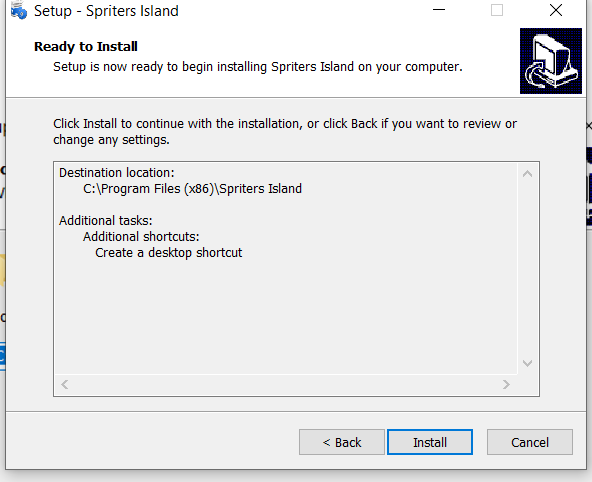 Setup - Spriters Island
Ready to Install
Setup is now ready to begin installing Spriters Island on your computer.
Click Install to continue with the installation, or click Back if you want to review or
change any settings.
Destination location:
C:\Program Files (x86)\Spriters Island
Additional tasks:
Additional shortcuts:
Create a desktop shortcut
< Back
Install
Cancel